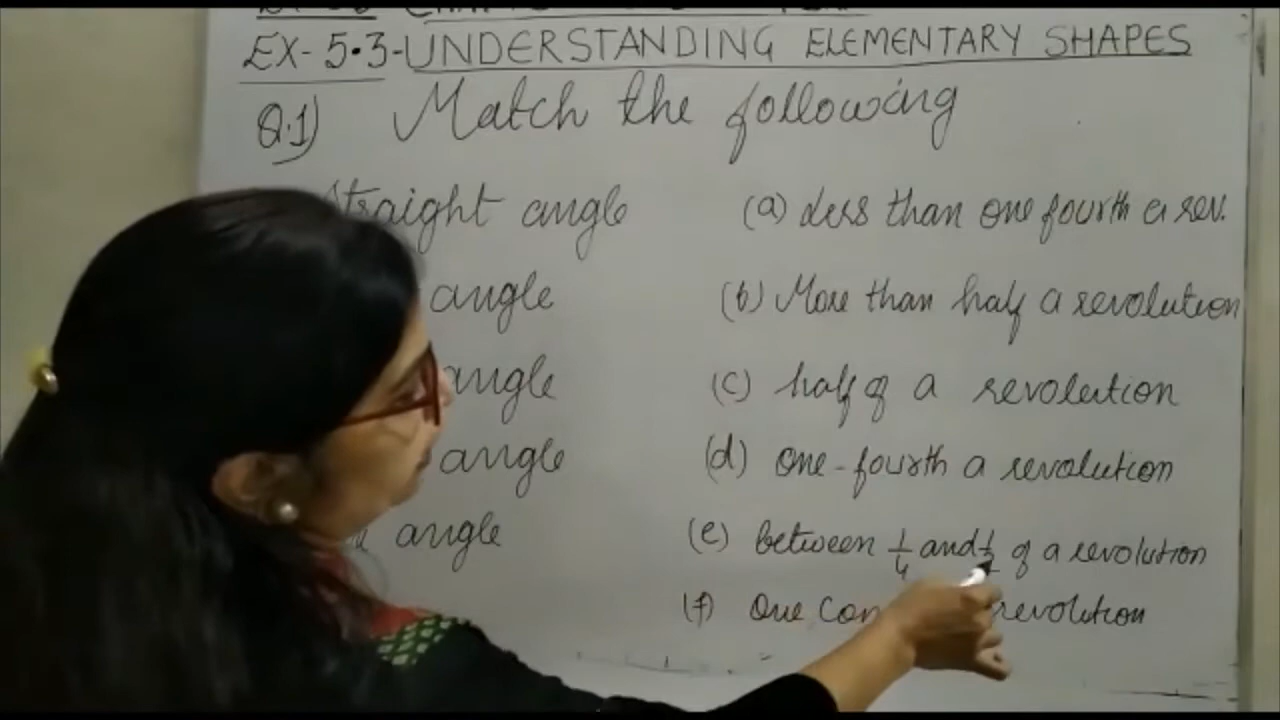 EX-5.3-UNDERSTANDING ELEMENTARY SHAPES
Q.1) Match the following
straight angle (a) Less than one fourth a rev.
angle (b) More than half a revolution
angle (c) half of a revolution
angle (d) one-fourth a revolution
angle (e) between 1/4 and 1/2 of a revolution
(f) One revolution